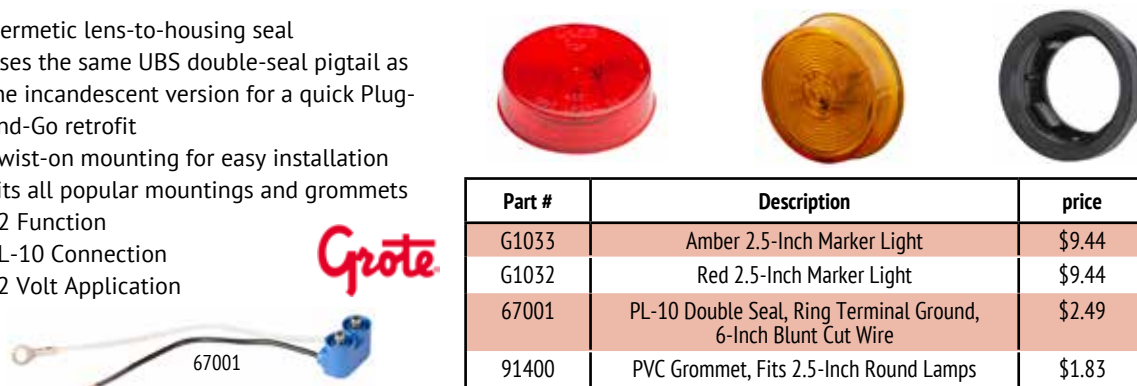 ermetic lens-to-housing seal
ses the same UBS double-seal pigtail as
ne incandescent version for a quick Plug-
nd-Go retrofit
wist-on mounting for easy installation
its all popular mountings and grommets
2 Function
L-10 Connection
2 Volt Application
Grote
67001
Part # Description price
G1033 Amber 2.5-Inch Marker Light $9.44
G1032 Red 2.5-Inch Marker Light $9.44
67001 PL-10 Double Seal, Ring Terminal Ground, $2.49
6-Inch Blunt Cut Wire
91400 PVC Grommet, Fits 2.5-Inch Round Lamps $1.83